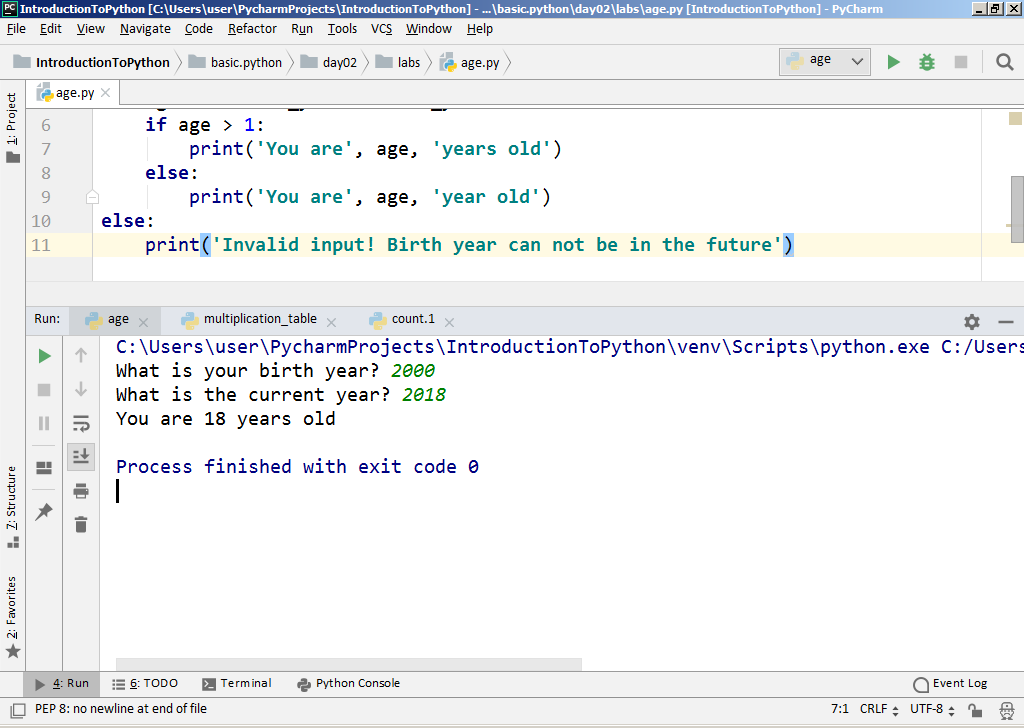 IntroductionToPython [C:\Users\user\PycharmProjects\IntroductionToPython] - ...\basic.python\day02\labs\age.py [IntroductionToPython] - PyCharm
File Edit View Navigate Code Refactor Run Tools VCS Window Help
IntroductionToPython basic.python day02 labs age.py age
age.py
1: Project
6 if age > 1:
7 print('You are', age, 'years old')
8 else:
9 print('You are', age, 'year old')
10 else:
11 print('Invalid input! Birth year can not be in the future')
Run: age multiplication_table count.1
C:\Users\user\PycharmProjects\IntroductionToPython\venv\Scripts\python.exe C:/Users
What is your birth year? 2000
What is the current year? 2018
You are 18 years old
Process finished with exit code 0
7: Structure
2: Favorites
4: Run 6: TODO Terminal Python Console Event Log
PEP 8: no newline at end of file 7:1 CRLF UTF-8